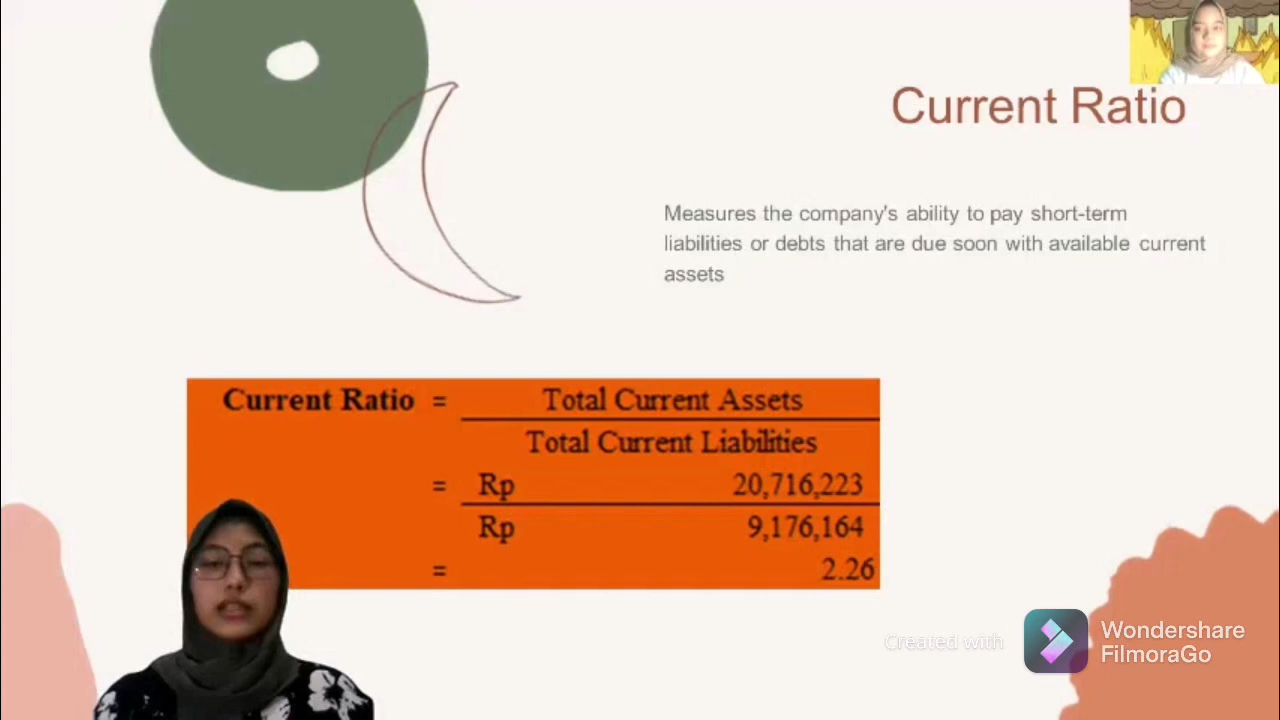 Current Ratio
Measures the company's ability to pay short-term
liabilities or debts that are due soon with available current
assets
Current Ratio = Total Current Assets
Total Current Liabilities
= Rp 20,716,223
Rp 9,176,164
= 2.26
Created with
Wondershare
FilmoraGo